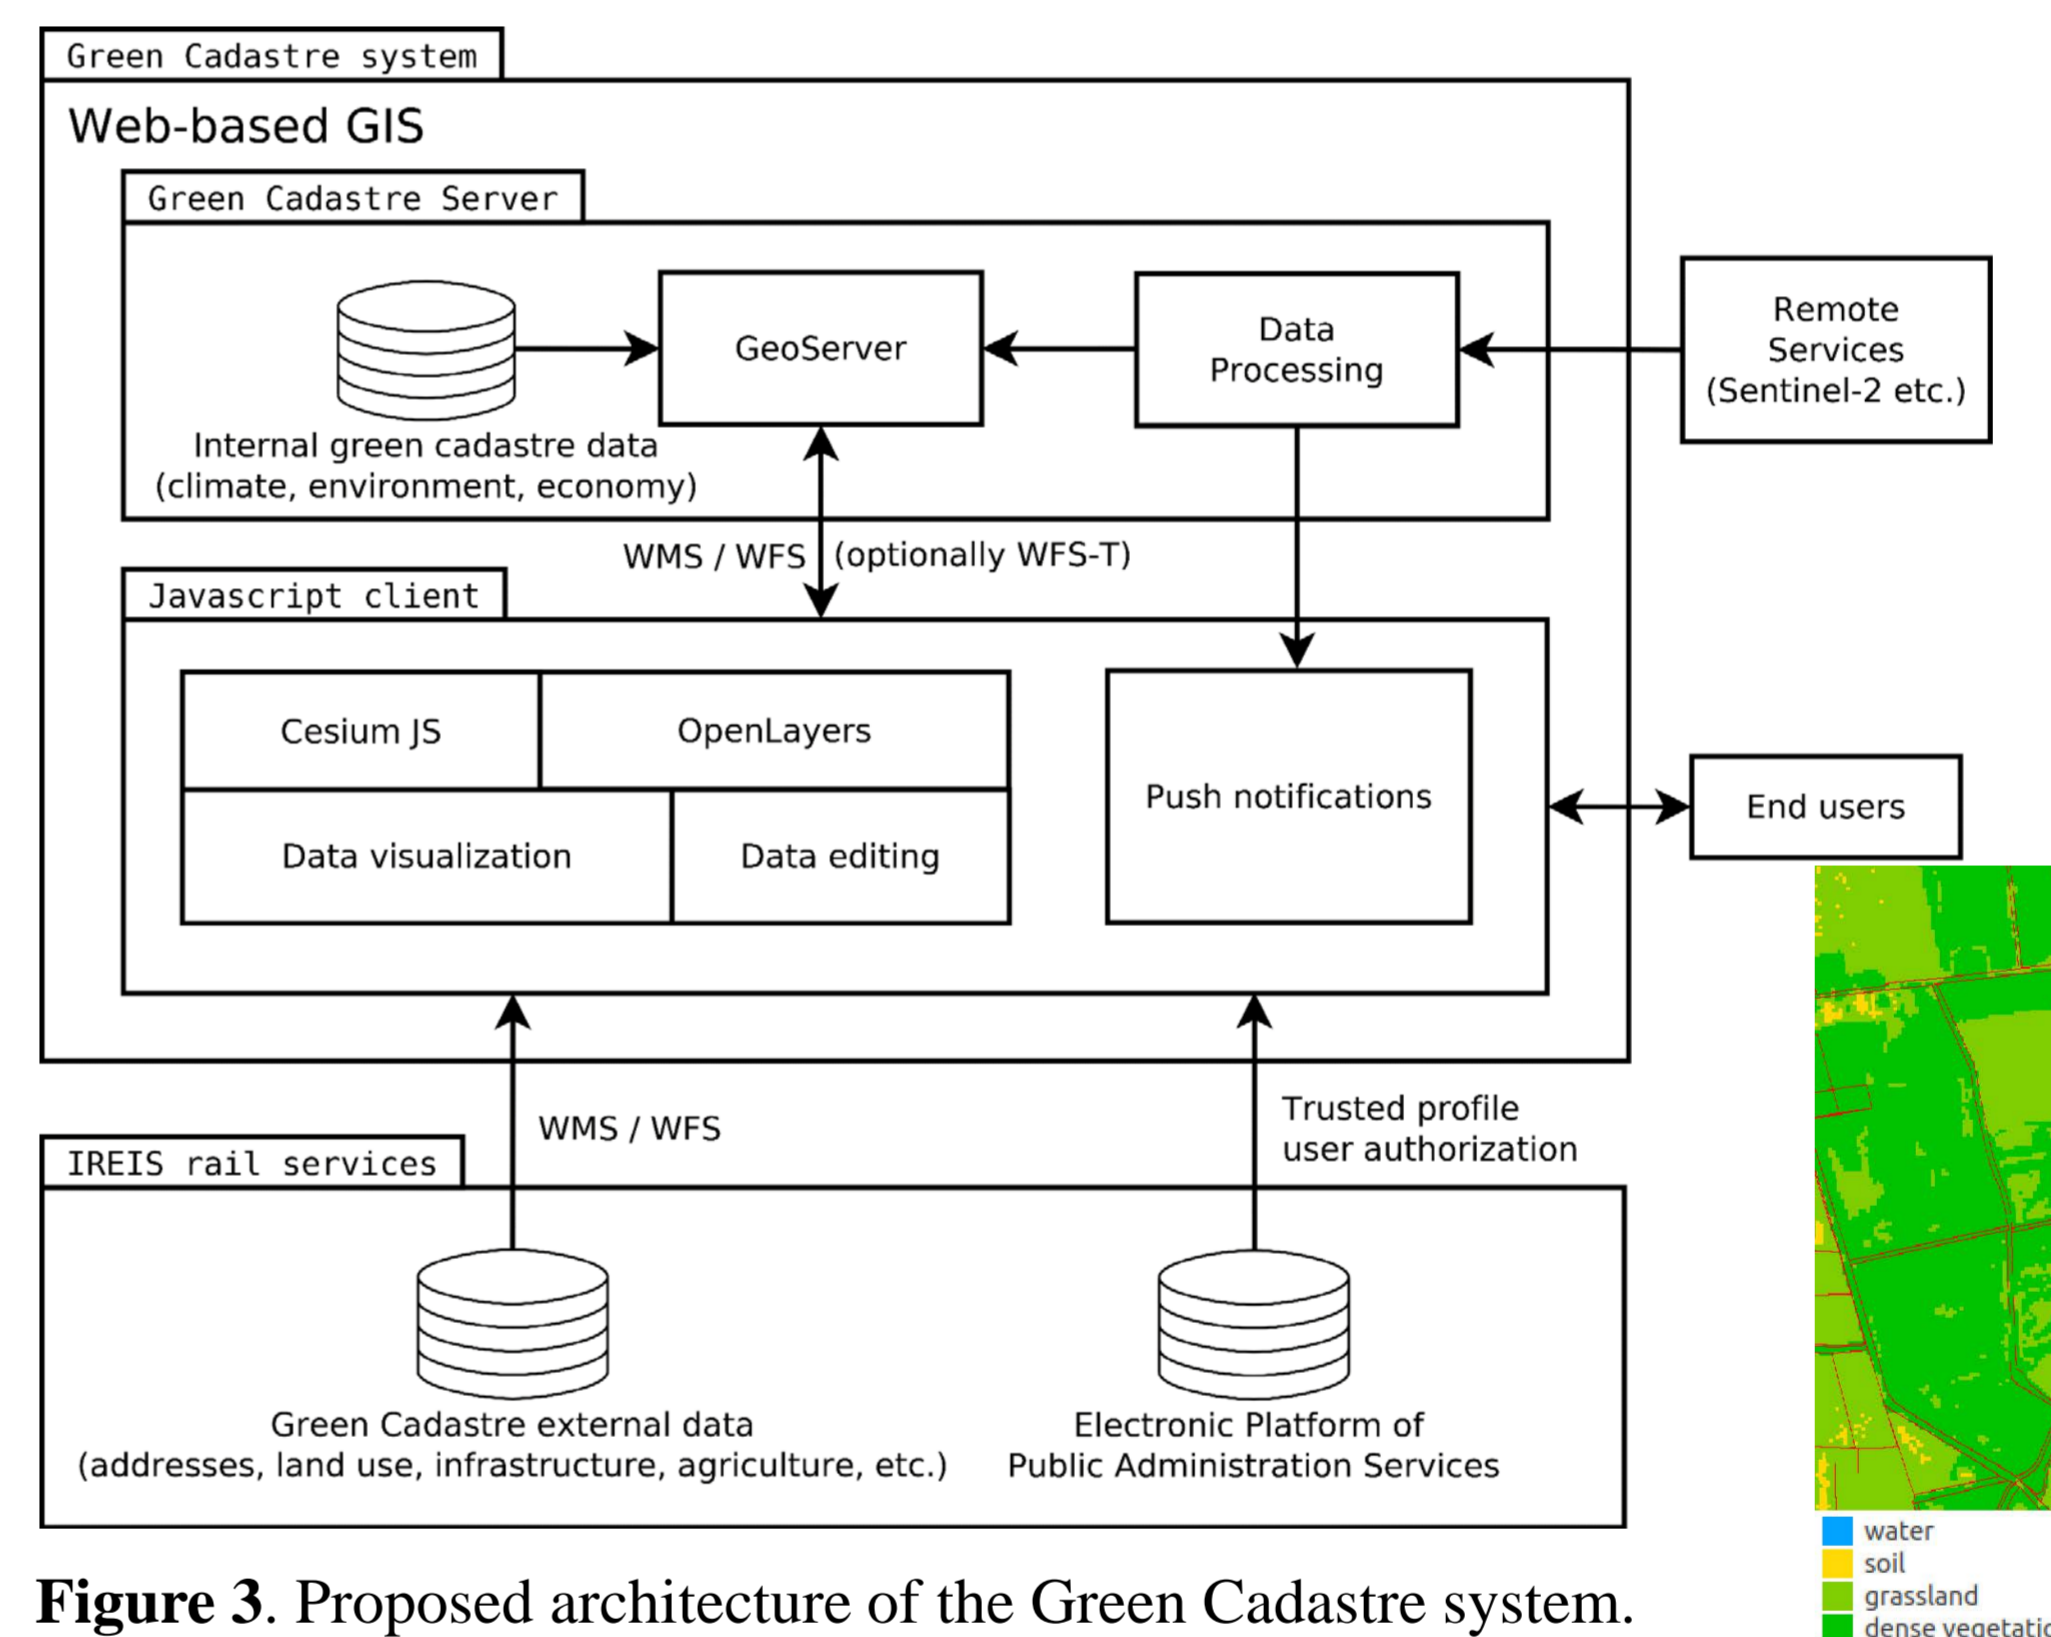 Green Cadastre system
Web-based GIS
Green Cadastre Server
GeoServer
Data
Processing
Remote
Services
(Sentinel-2 etc.)
Internal green cadastre data
(climate, environment, economy)
WMS / WFS (optionally WFS-T)
Javascript client
Cesium JS
OpenLayers
Data visualization
Data editing
Push notifications
End users
WMS / WFS
Trusted profile
user authorization
IREIS rail services
Green Cadastre external data
(addresses, land use, infrastructure, agriculture, etc.)
Electronic Platform of
Public Administration Services
water
soil
grassland
dense
Figure 3. Proposed architecture of the Green Cadastre system.